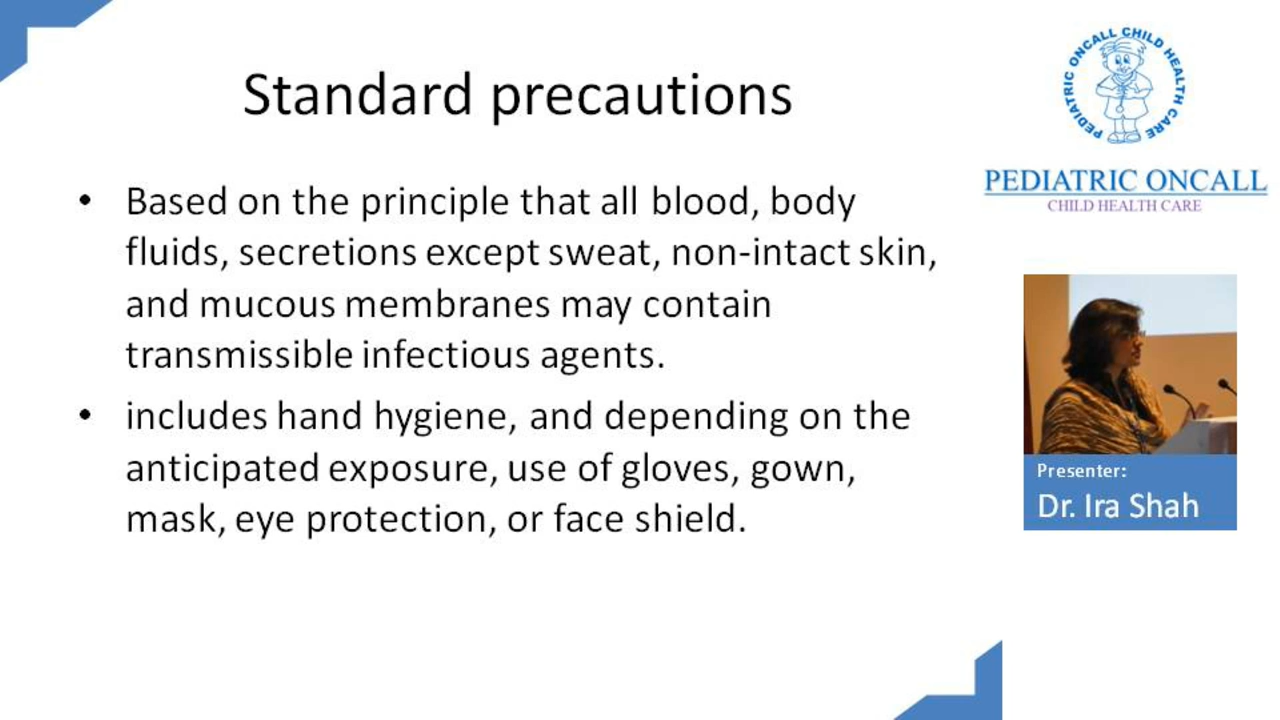 Standard precautions
• Based on the principle that all blood, body
fluids, secretions except sweat, non-intact skin,
and mucous membranes may contain
transmissible infectious agents.
• includes hand hygiene, and depending on the
anticipated exposure, use of gloves, gown,
mask, eye protection, or face shield.
PEDIATRIC ONCALL CHILD HEALTH CARE
PEDIATRIC ONCALL
CHILD HEALTH CARE
Presenter:
Dr. Ira Shah